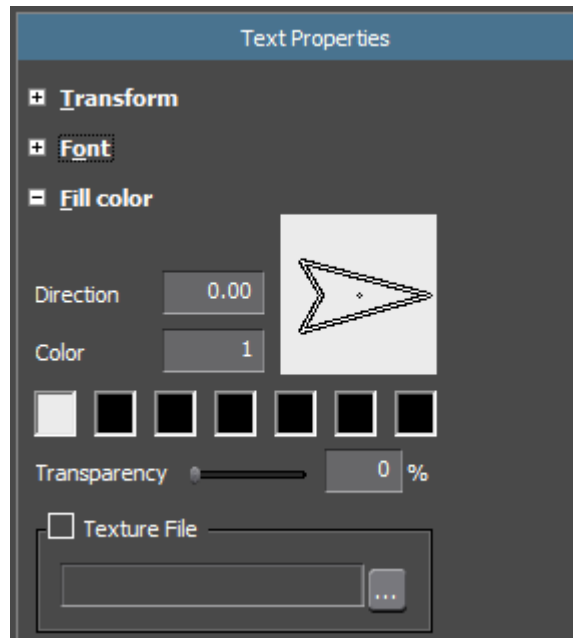 Text Properties
Transform
Font
Fill color
Direction 0.00
Color 1
Transparency 0 %
Texture File
...